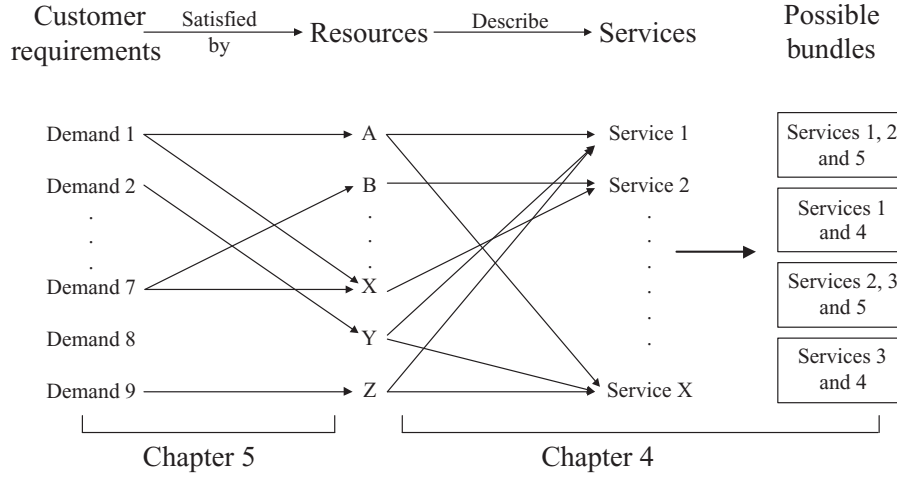 Customer
requirements
Satisfied
by
Resources
Describe
Services
Possible
bundles
Demand 1
A
Service 1
Services 1, 2
and 5
Demand 2
B
Service 2
Services 1
and 4
Demand 7
X
Services 2, 3
and 5
Demand 8
Y
Services 3
and 4
Demand 9
Z
Service X
Chapter 5
Chapter 4